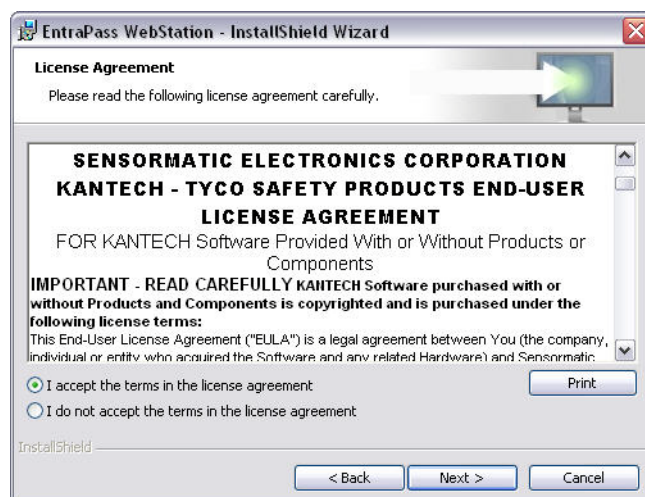 EntraPass WebStation - InstallShield Wizard
License Agreement
Please read the following license agreement carefully.
SENSORMATIC ELECTRONICS CORPORATION
KANTECH - TYCO SAFETY PRODUCTS END-USER
LICENSE AGREEMENT
FOR KANTECH Software Provided With or Without Products or
Components
IMPORTANT - READ CAREFULLY KANTECH Software purchased with or
without Products and Components is copyrighted and is purchased under the
following license terms:
This End-User License Agreement ("EULA") is a legal agreement between You (the company,
individual or entity who acquired the Software and any related Hardware) and Sensormatic
I accept the terms in the license agreement
Print
I do not accept the terms in the license agreement
InstallShield
< Back
Next >
Cancel